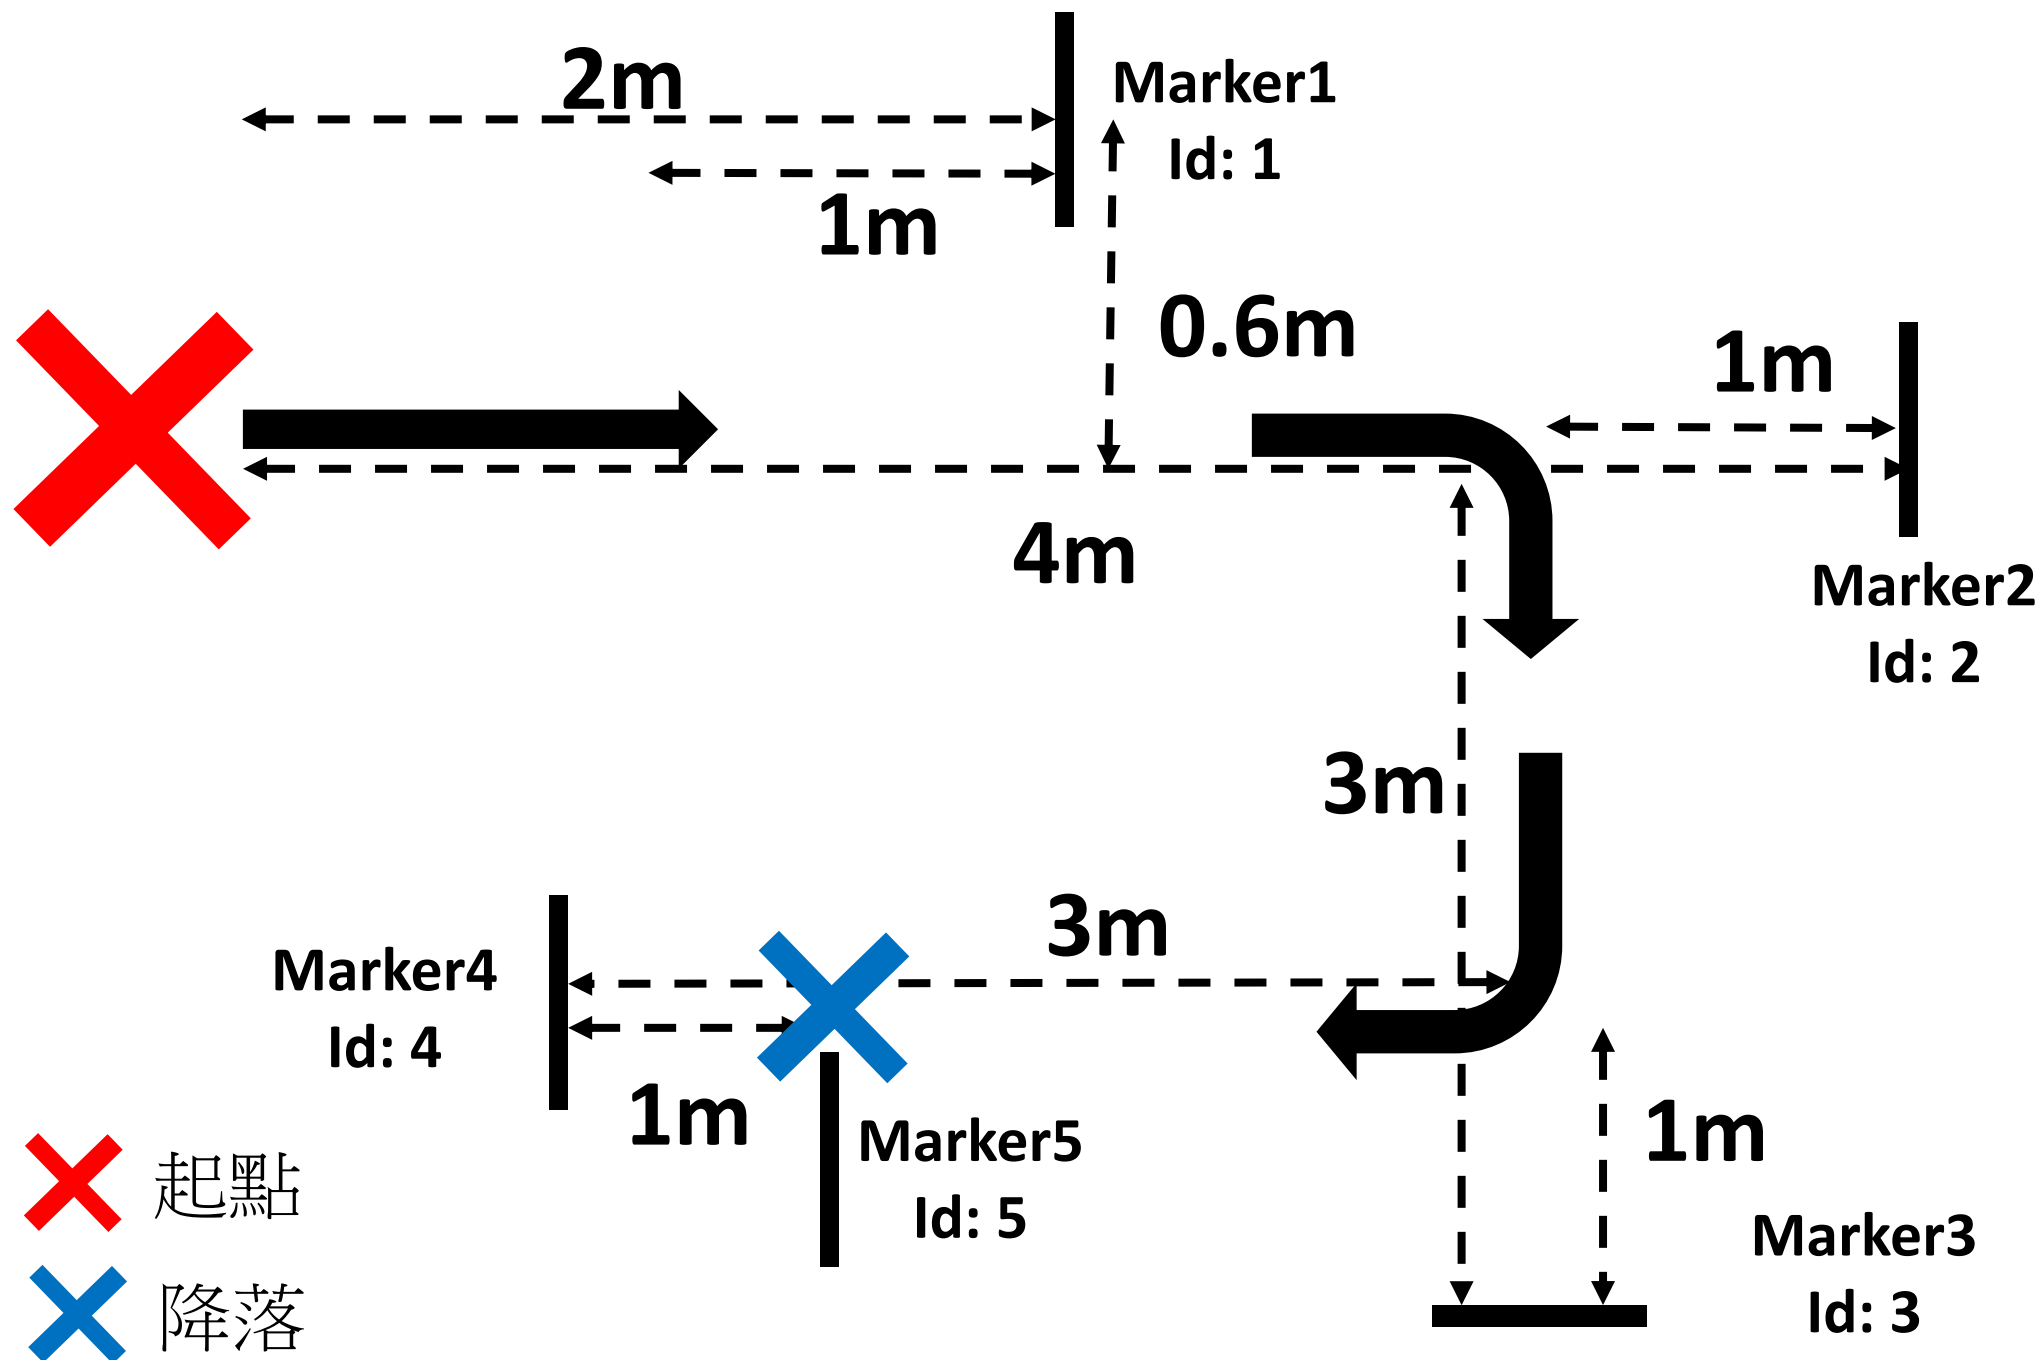 2m
Marker1
Id: 1
1m
0.6m
1m
4m
Marker2
Id: 2
3m
3m
Marker4
Id: 4
1m
Marker5
Id: 5
1m
Marker3
Id: 3
起點
降落